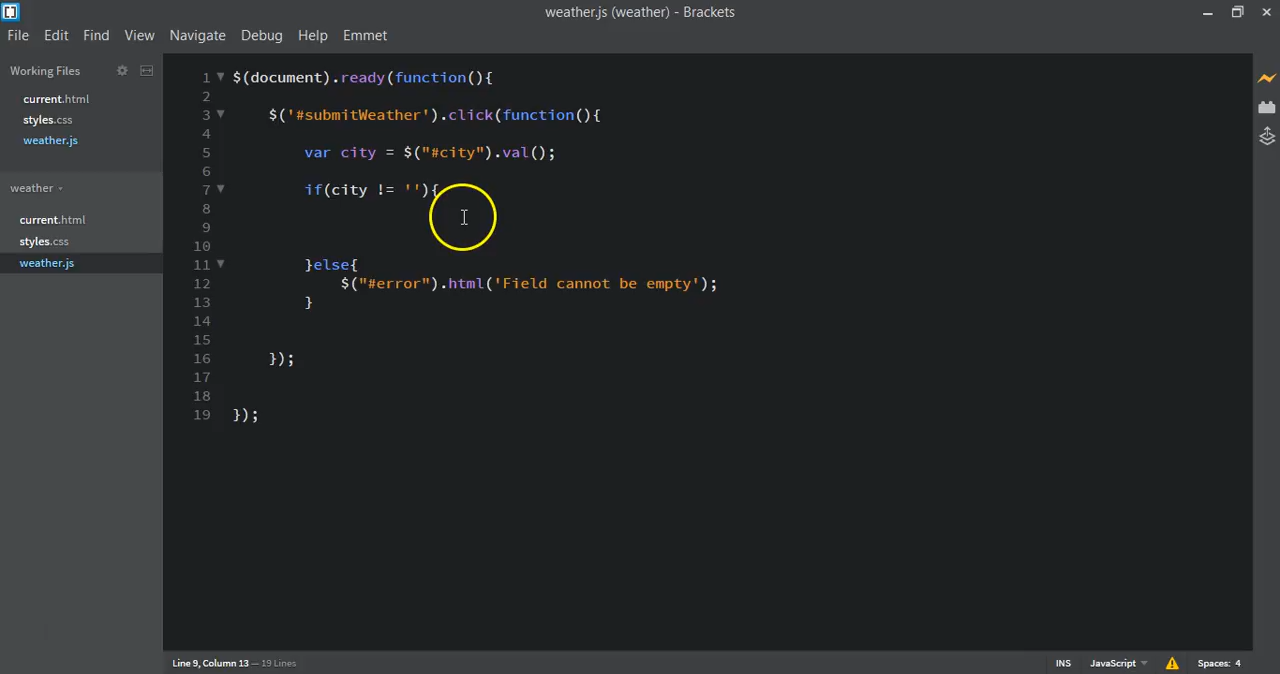 weather.js (weather) - Brackets
File Edit Find View Navigate Debug Help Emmet
Working Files
current.html
styles.css
weather.js
weather
current.html
styles.css
weather.js
1 $(document).ready(function(){
2
3 $('#submitWeather').click(function(){
4
5 var city = $("#city").val();
6
7 if(city != ''){
8
9
10
11 }else{
12 $("#error").html('Field cannot be empty');
13 }
14
15
16 });
17
18
19 });
Line 9, Column 13 — 19 Lines
INS JavaScript Spaces: 4